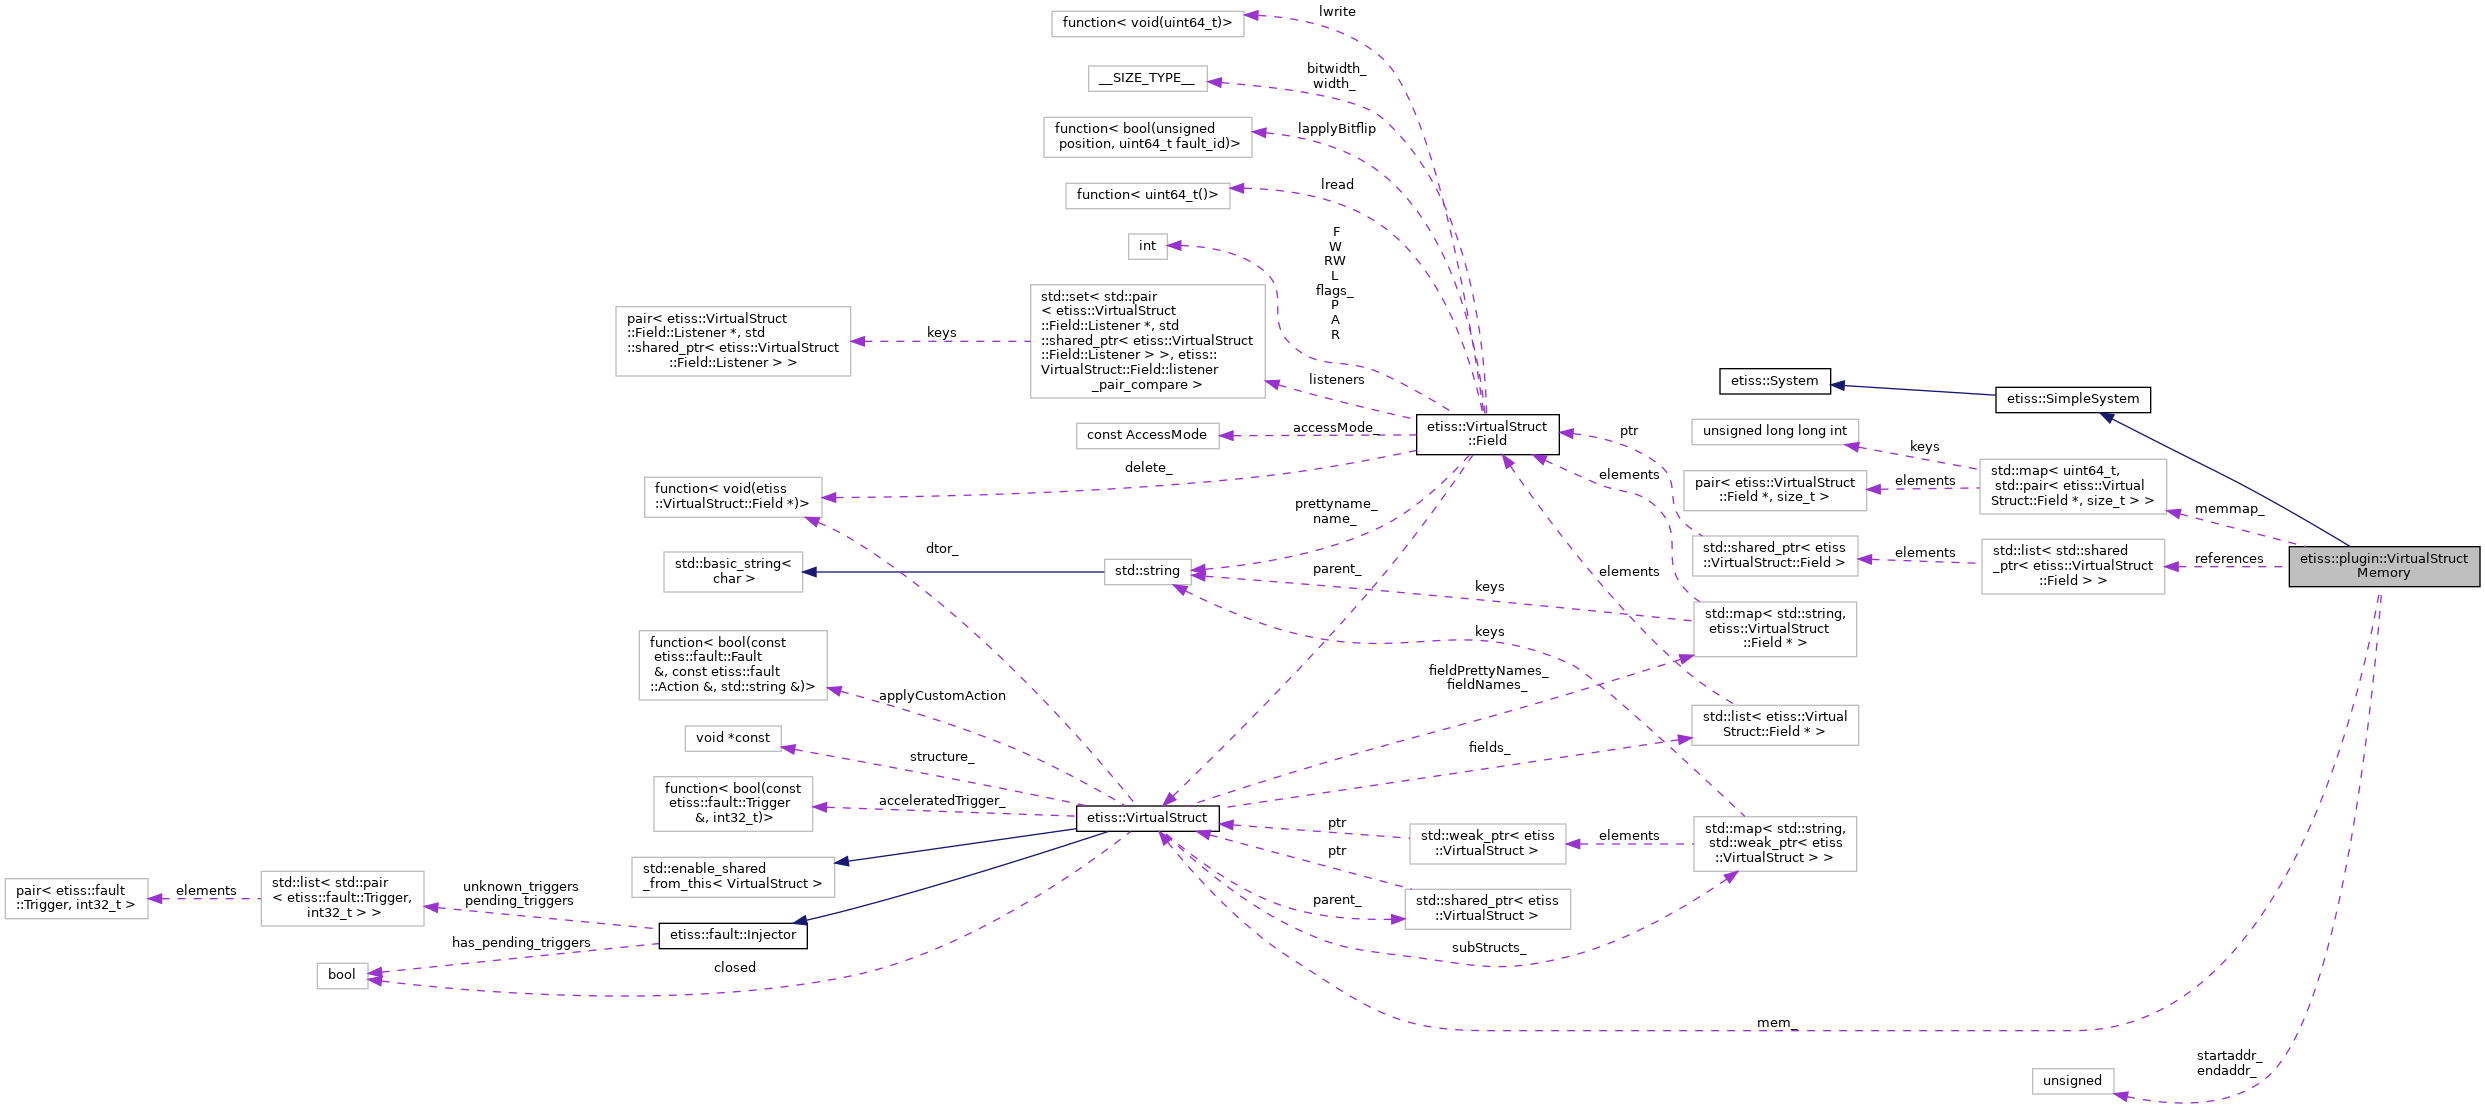 function< void(uint64_t)>
lwrite
__SIZE_TYPE__
bitwidth_
width_
function< bool(unsigned
position, uint64_t fault_id)>
lapplyBitflip
function< uint64_t()>
lread
int
F
W
RW
L
flags_
P
A
R
pair< etiss::VirtualStruct
::Field::Listener *, std
::shared_ptr< etiss::VirtualStruct
::Field::Listener > >
keys
std::set< std::pair
< etiss::VirtualStruct
::Field::Listener *, std
::shared_ptr< etiss::VirtualStruct
::Field::Listener > >, etiss::
VirtualStruct::Field::listener
_pair_compare >
listeners
const AccessMode
accessMode_
etiss::VirtualStruct
::Field
delete_
function< void(etiss
::VirtualStruct::Field *)>
dtor_
prettyname_
name_
std::basic_string<
char >
std::string
parent_
keys
keys
ptr
elements
elements
etiss::System
etiss::SimpleSystem
unsigned long long int
keys
pair< etiss::VirtualStruct
::Field *, size_t >
elements
std::map< uint64_t,
std::pair< etiss::Virtual
Struct::Field *, size_t > >
memmap_
std::shared_ptr< etiss
::VirtualStruct::Field >
elements
std::list< std::shared
_ptr< etiss::VirtualStruct
::Field > >
references
etiss::plugin::VirtualStruct
Memory
std::map< std::string,
etiss::VirtualStruct
::Field * >
fieldPrettyNames_
fieldNames_
std::list< etiss::Virtual
Struct::Field * >
fields_
function< bool(const
etiss::fault::Fault
&, const etiss::fault
::Action &, std::string &)>
applyCustomAction
void *const
structure_
function< bool(const
etiss::fault::Trigger
&, int32_t)>
acceleratedTrigger_
etiss::VirtualStruct
ptr
std::weak_ptr< etiss
::VirtualStruct >
elements
std::map< std::string,
std::weak_ptr< etiss
::VirtualStruct > >
ptr
std::enable_shared
_from_this< VirtualStruct >
parent_
std::shared_ptr< etiss
::VirtualStruct >
subStructs_
pair< etiss::fault
::Trigger, int32_t >
elements
std::list< std::pair
< etiss::fault::Trigger,
int32_t > >
unknown_triggers
pending_triggers
etiss::fault::Injector
has_pending_triggers
bool
closed
mem_
startaddr_
endaddr_
unsigned